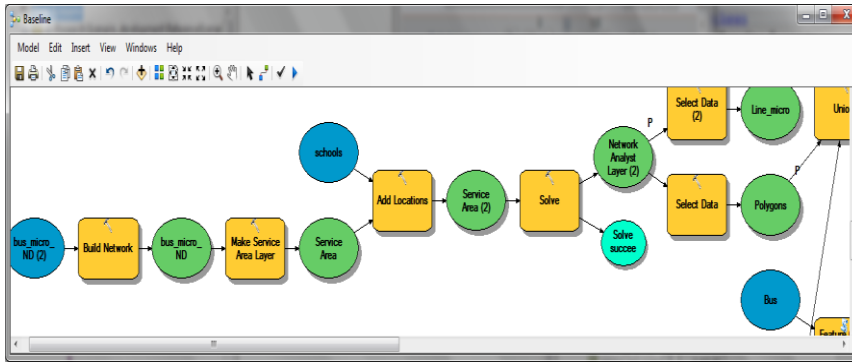 Baseline
Model Edit Insert View Windows Help
Select Data
(2)
Line_micro
Unio
P
schools
Network
Analyst
Layer (2)
Add Locations
Service
Area (2)
Solve
Select Data
Polygons
P
bus_micro_
ND (2)
Build Network
bus_micro_
ND
Make Service
Area Layer
Service
Area
Solve
succee
Bus
Feature